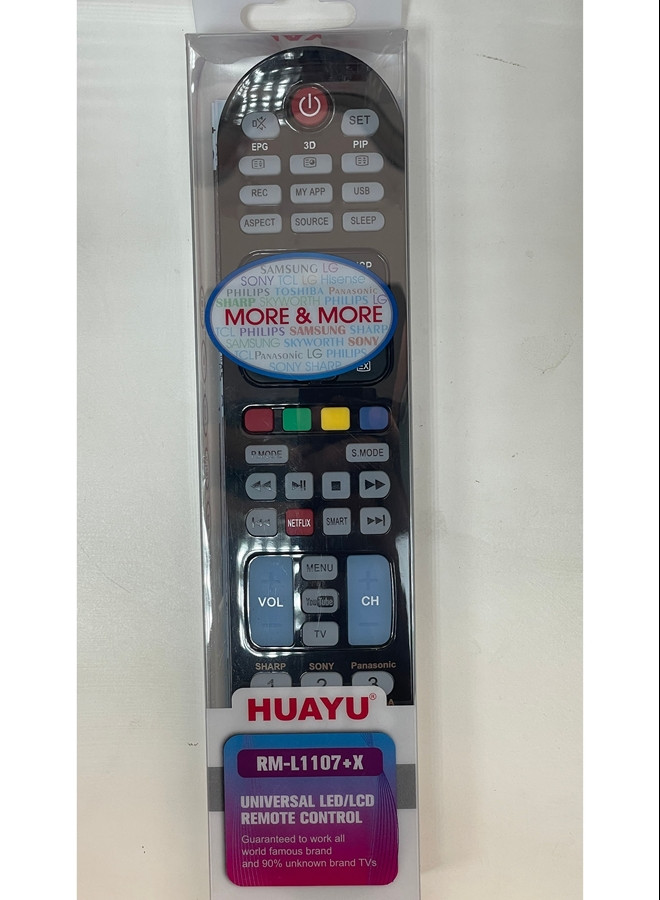 SET
EPG 3D PIP
REC MY APP USB
ASPECT SOURCE SLEEP
SAMSUNG LG
SONY TCL LG Hisense
PHILIPS TOSHIBA Panasonic
SHARP SKYWORTH PHILIPS LG
MORE & MORE
TCL PHILIPS SAMSUNG SHARP
SAMSUNG SKYWORTH SONY
TCL Panasonic LG PHILIPS
SONY SHARP
P.MODE S.MODE
NETFLIX SMART
MENU
VOL YouTube CH
TV
SHARP SONY Panasonic
1 2 3
HUAYU®
RM-L1107+X
UNIVERSAL LED/LCD
REMOTE CONTROL
Guaranteed to work all
world famous brand
and 90% unknown brand TVs